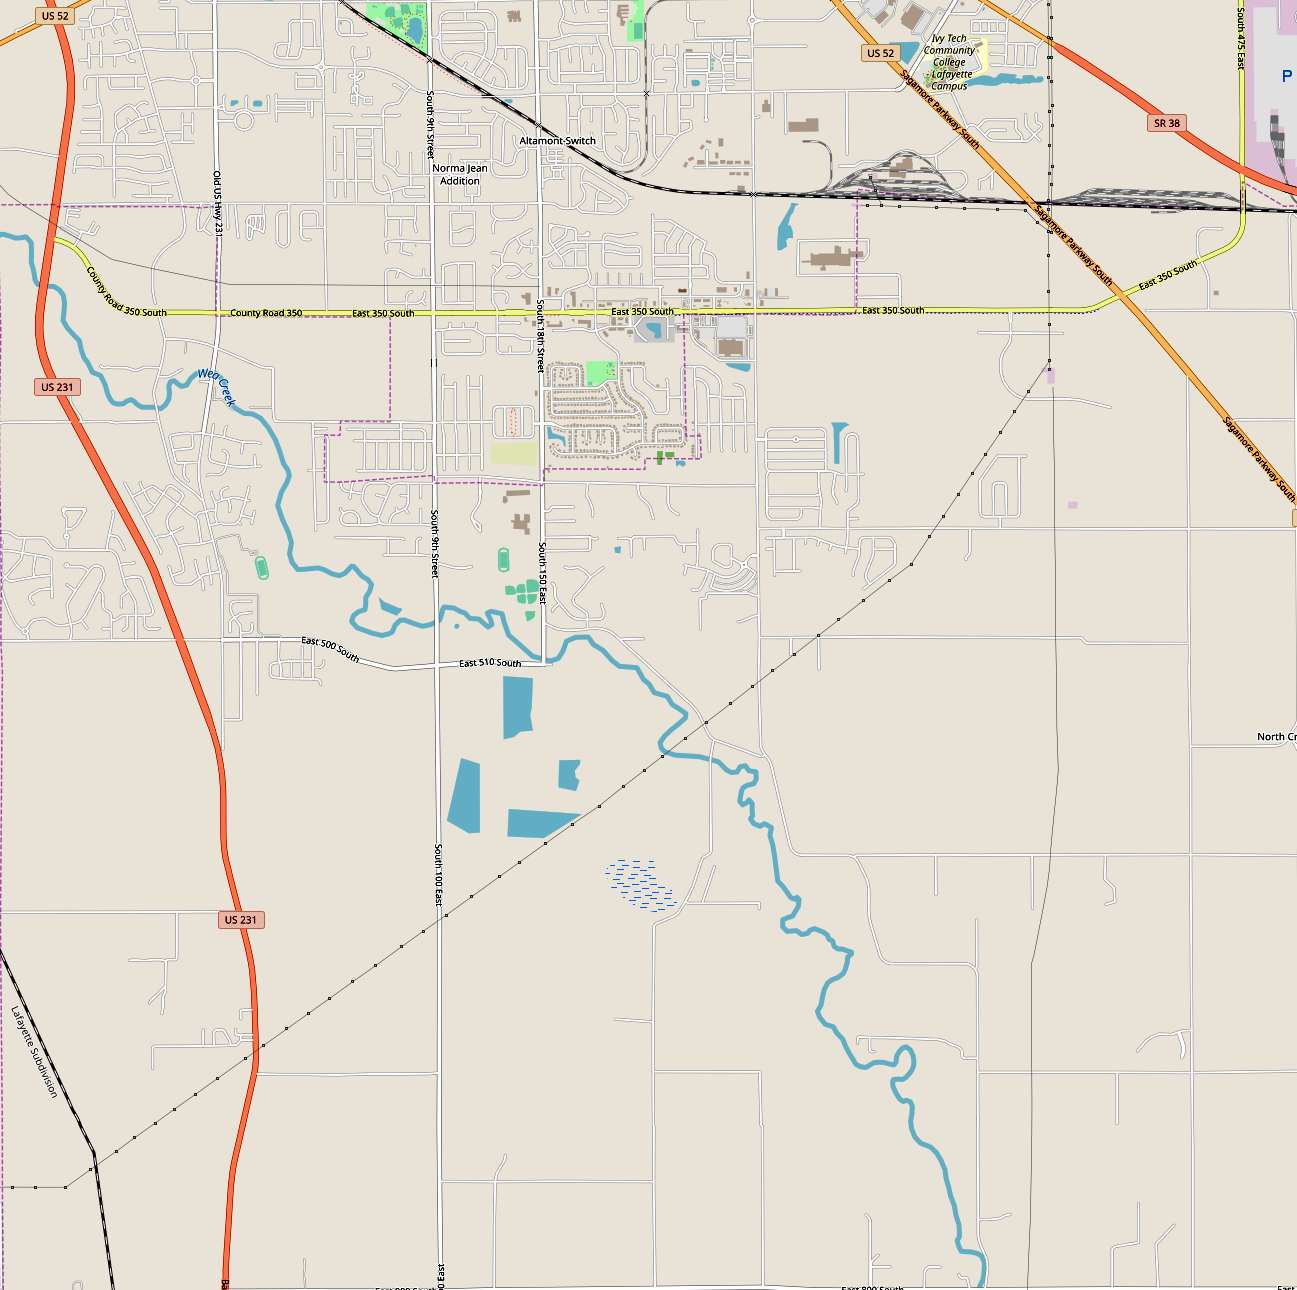 US 52
South 475 East
Ivy Tech
Community
College
-Lafayette
Campus
US 52
P
Sagamore Parkway South
SR 38
South 9th Street
Altamont Switch
Norma Jean
Addition
Old US Hwy 231
Sagamore Parkway South
County Road 350 South
East 350 South
County Road 350
East 350 South
East 350 South
East 350 South
South 18th Street
Wea Creek
US 231
Sagamore Parkway South
South 9th Street
South 150 East
East 500 South
East 510 South
North Cr
South 100 East
US 231
Lafayette Subdivision
East 800 South